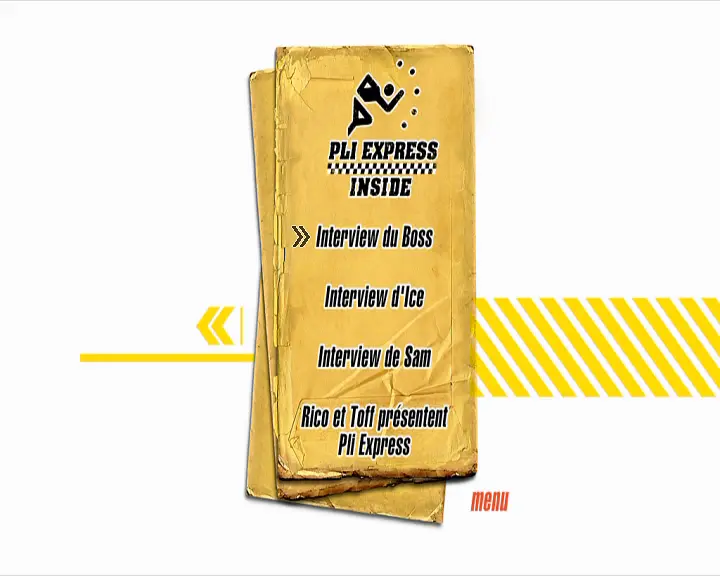 PLI EXPRESS
INSIDE
Interview du Boss
Interview d'Ice
Interview de Sam
Rico et Toff présentent
Pli Express
menu